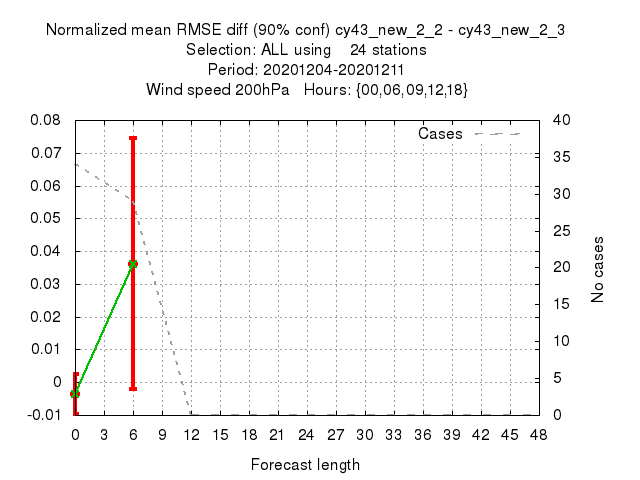 Normalized mean RMSE diff (90% conf) cy43_new_2_2 - cy43_new_2_3
Selection: ALL using    24 stations
Period: 20201204-20201211
Wind speed 200hPa   Hours: {00,06,09,12,18}
Cases
0.08
0.07
0.06
0.05
0.04
0.03
0.02
0.01
0
-0.01
40
35
30
25
20
15
10
5
0
No cases
0 3 6 9 12 15 18 21 24 27 30 33 36 39 42 45 48
Forecast length